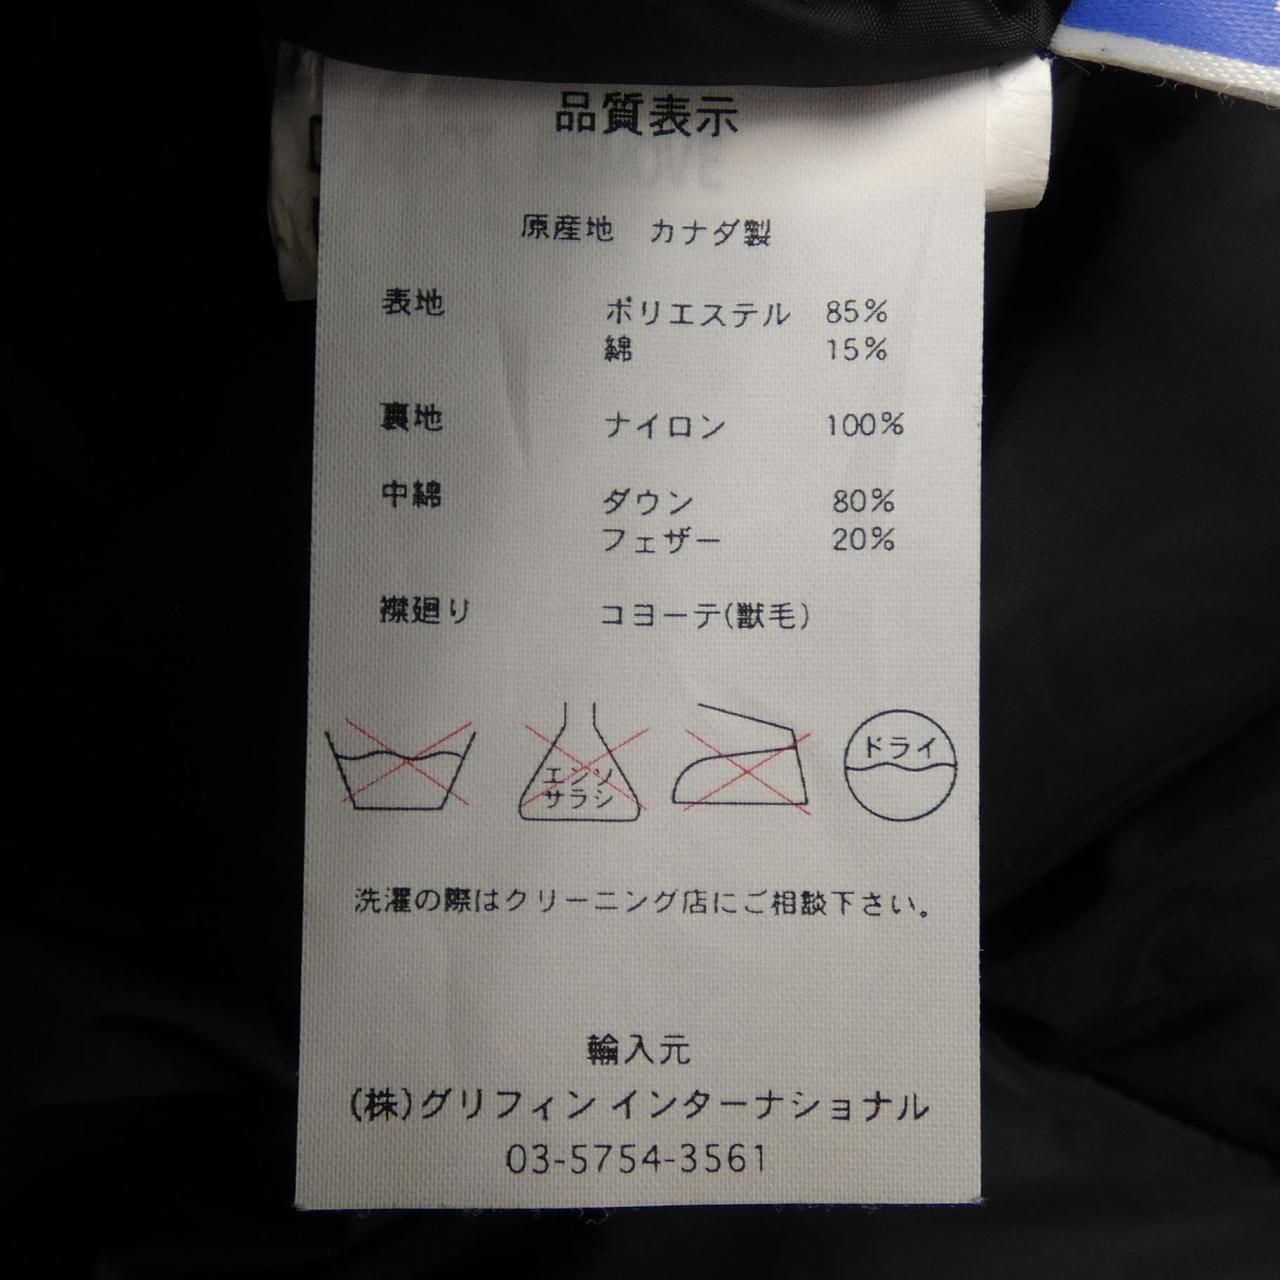 品質表示
原産地 カナダ製
表地 ポリエステル 85%
綿 15%
裏地 ナイロン 100%
中綿 ダウン 80%
フェザー 20%
襟廻り コヨーテ(獣毛)
エンソ
サラシ
ドライ
洗濯の際はクリーニング店にご相談下さい。
輸入元
(株)グリフィン インターナショナル
03-5754-3561